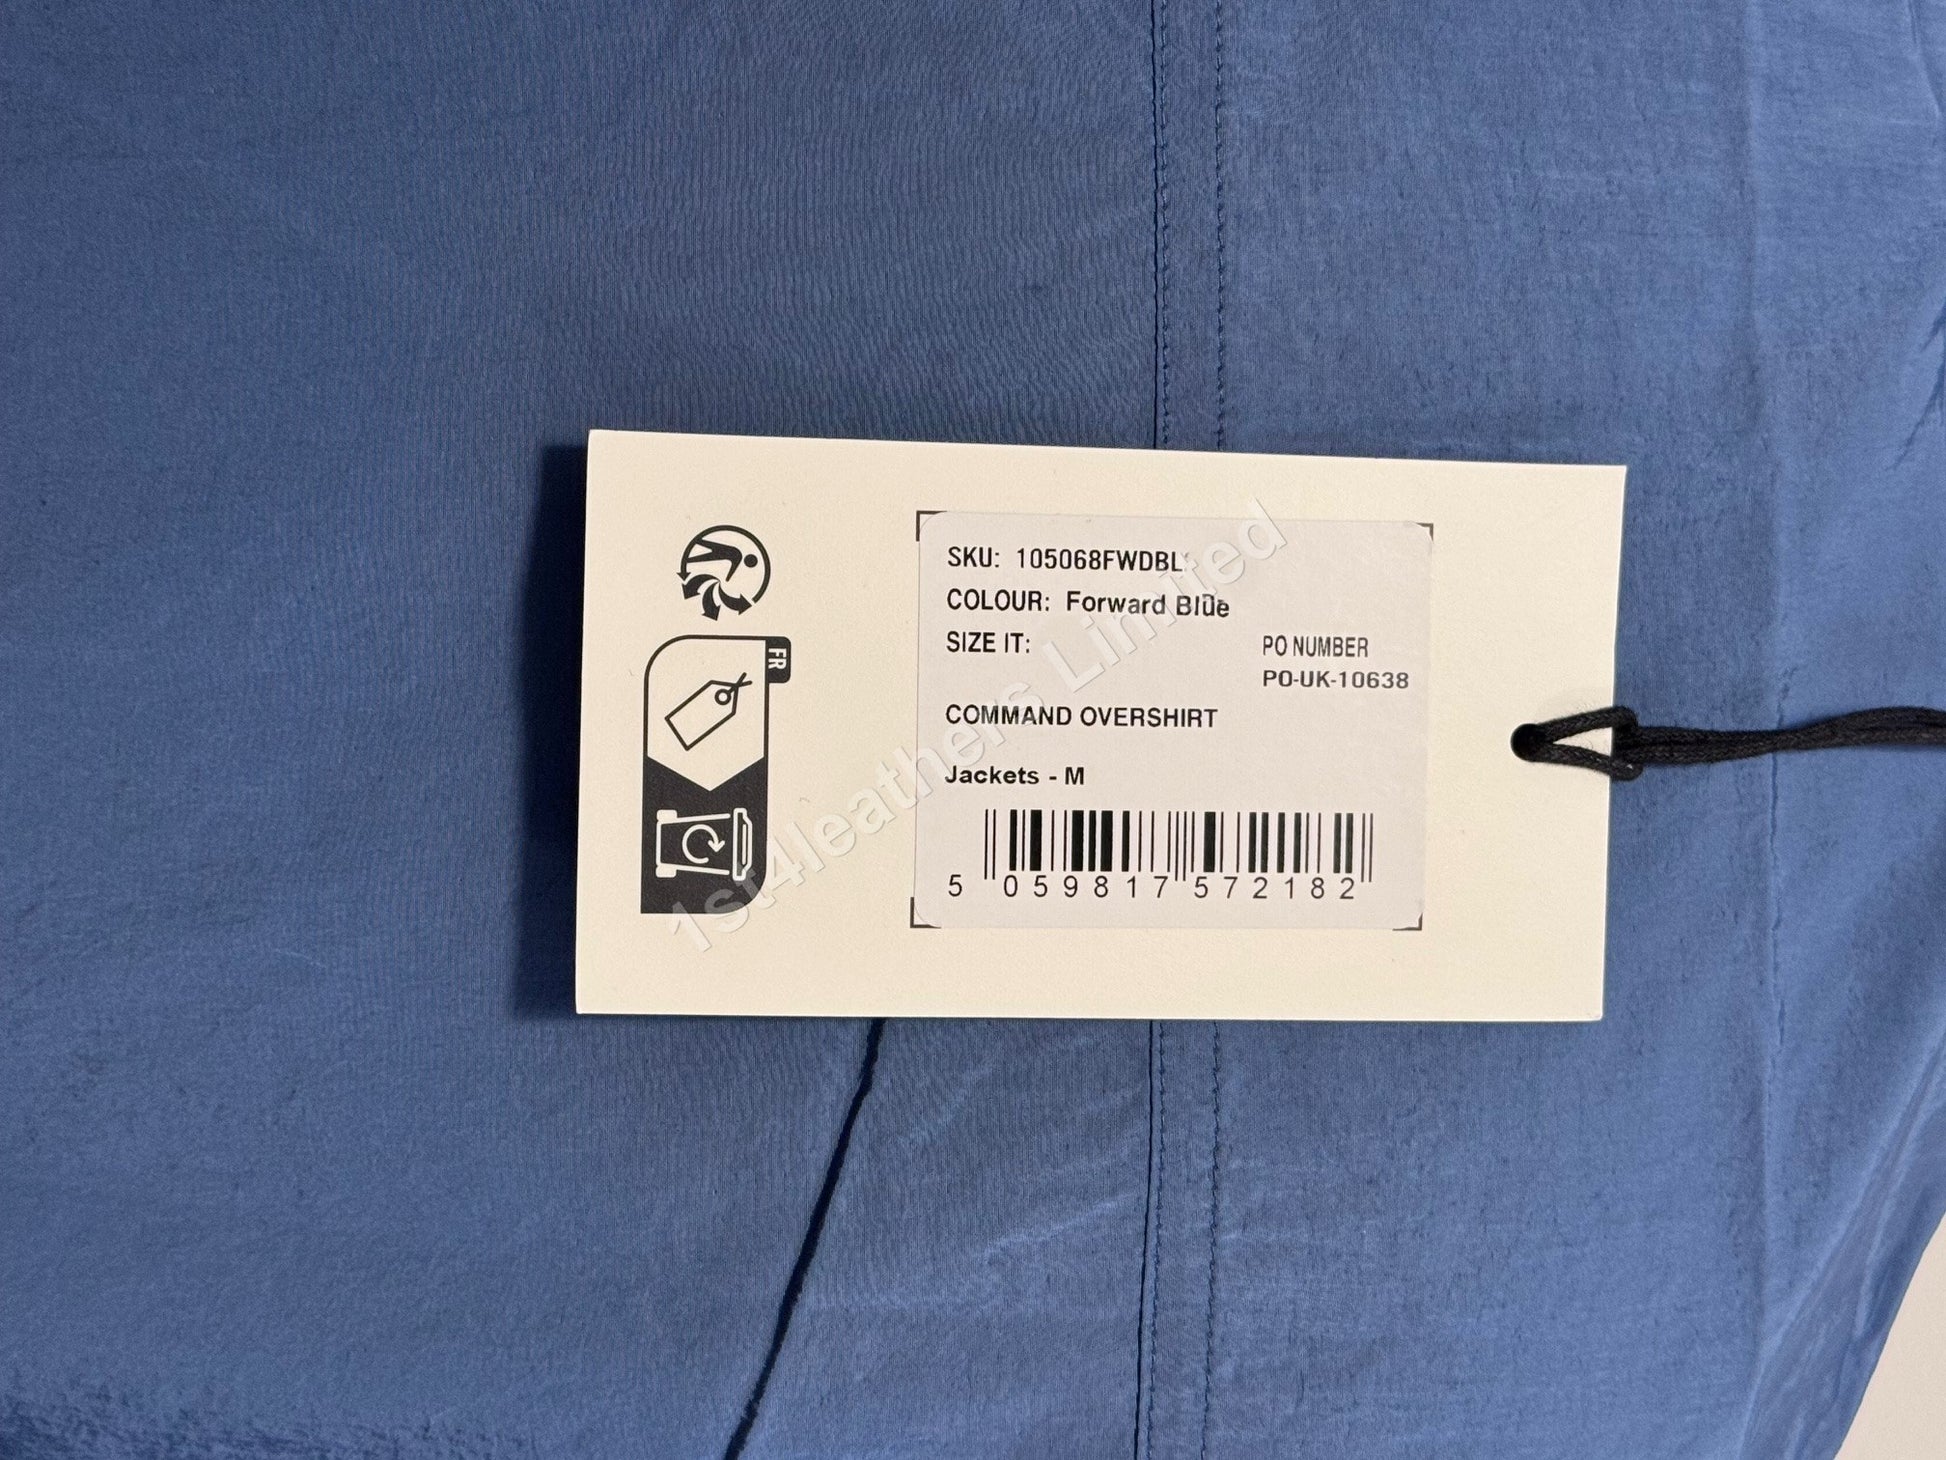 SKU: 105068FWDBL
COLOUR: Forward Blue
SIZE IT:
PO NUMBER
PO-UK-10638
COMMAND OVERSHIRT
Jackets - M
5 059817 572182
FR
1st4leathers Limited